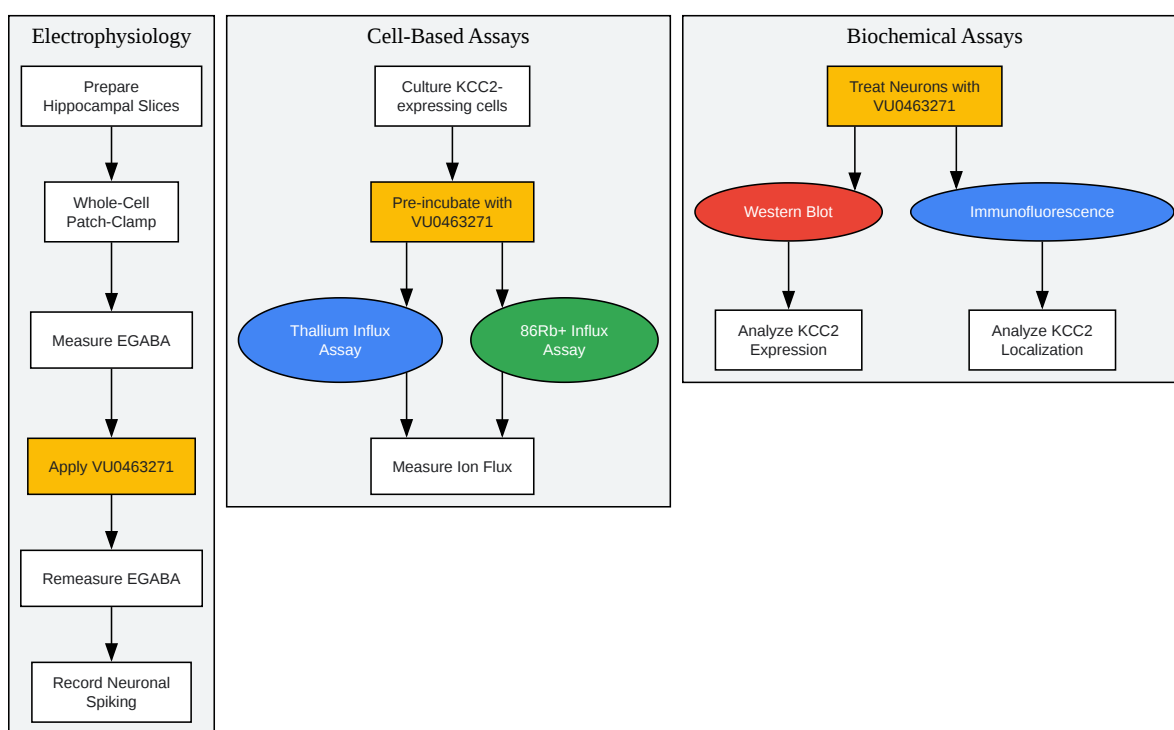 Electrophysiology
Prepare
Hippocampal Slices
Whole-Cell
Patch-Clamp
Measure EGABA
Apply VU0463271
Remeasure EGABA
Record Neuronal
Spiking
Cell-Based Assays
Culture KCC2-
expressing cells
Pre-incubate with
VU0463271
Thallium Influx
Assay
86Rb+ Influx
Assay
Measure Ion Flux
Biochemical Assays
Treat Neurons with
VU0463271
Western Blot
Immunofluorescence
Analyze KCC2
Expression
Analyze KCC2
Localization